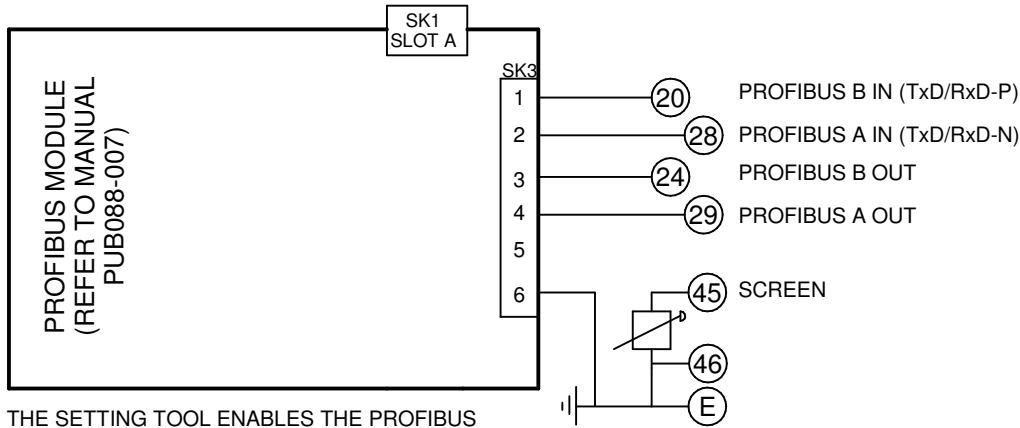 SK1
SLOT A
PROFIBUS MODULE
(REFER TO MANUAL
PUB088-007)
SK3
1
20
PROFIBUS B IN (TxD/RxD-P)
2
28
PROFIBUS A IN (TxD/RxD-N)
3
24
PROFIBUS B OUT
4
29
PROFIBUS A OUT
5
6
45
SCREEN
46
E
THE SETTING TOOL ENABLES THE PROFIBUS